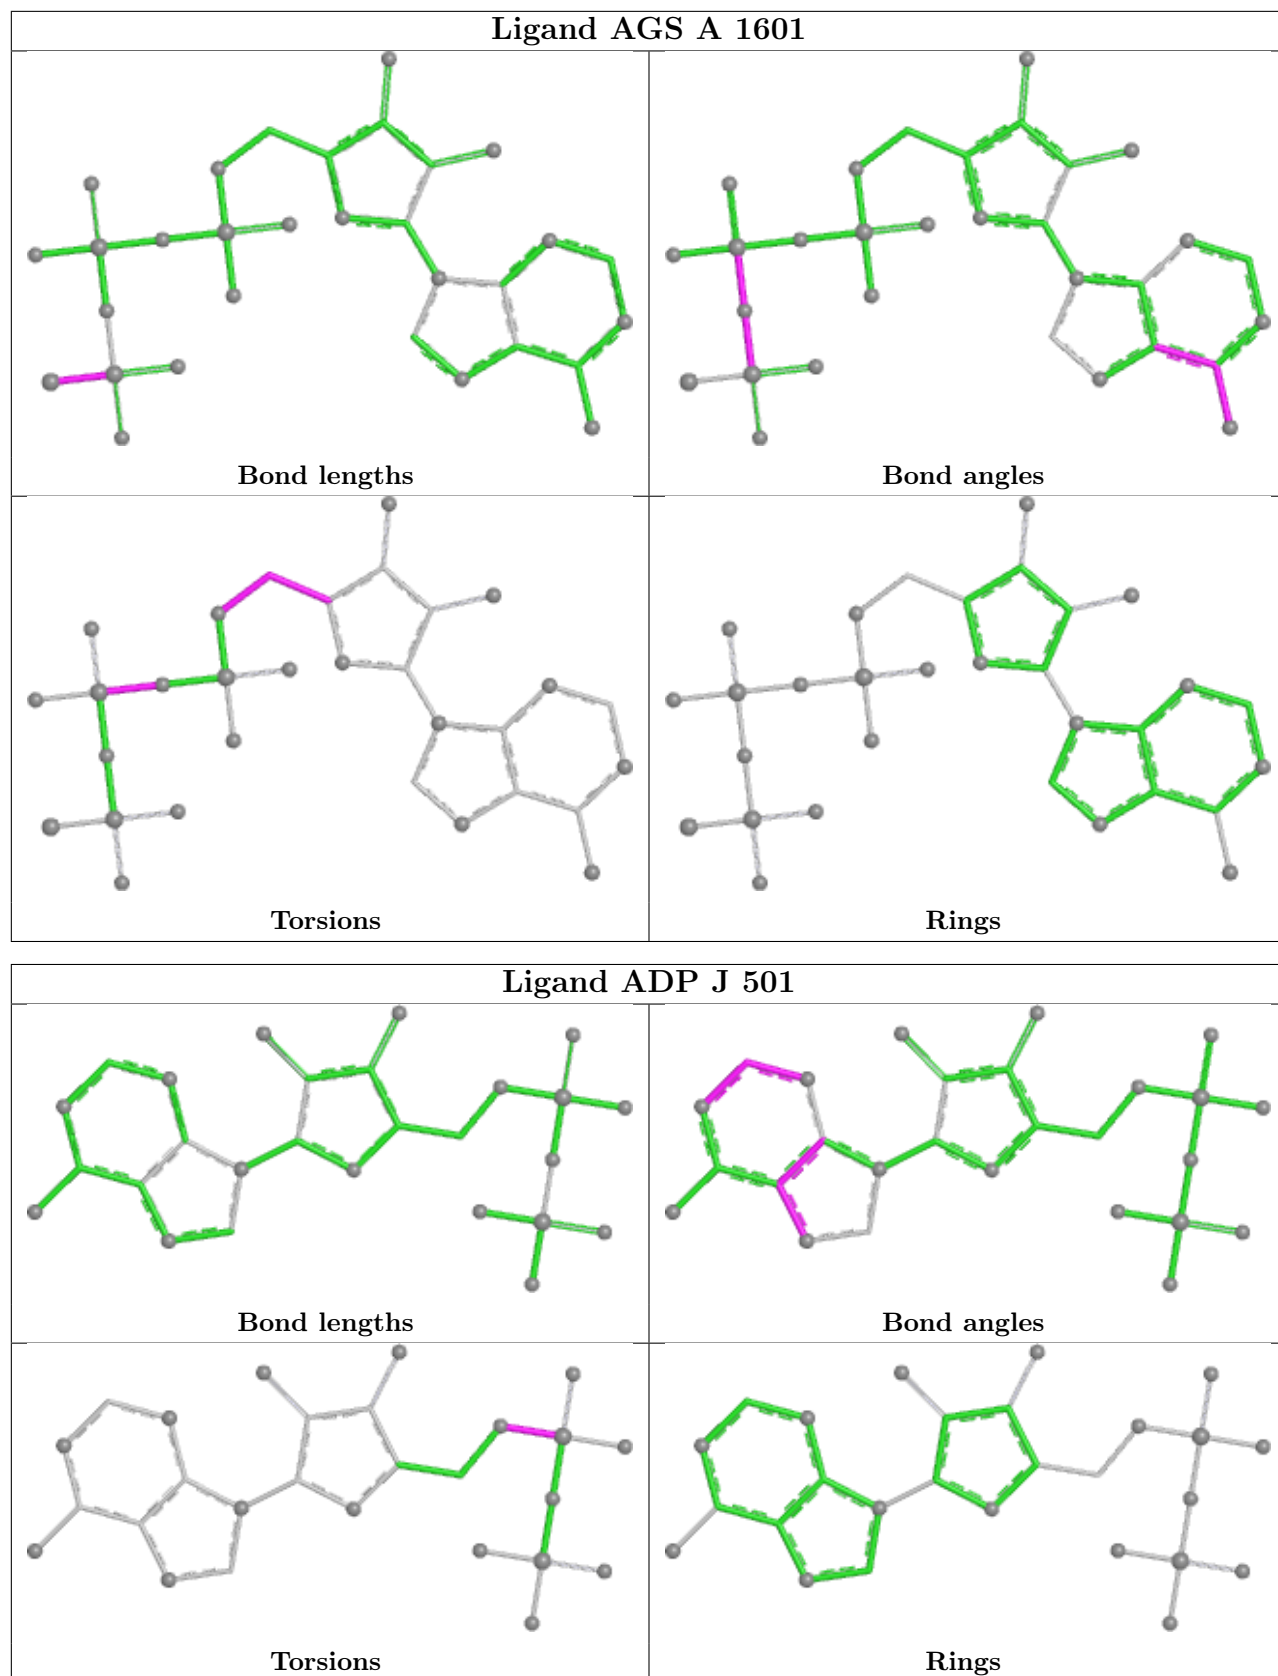 Ligand AGS A 1601
Bond lengths
Bond angles
Torsions
Rings
Ligand ADP J 501
Bond lengths
Bond angles
Torsions
Rings